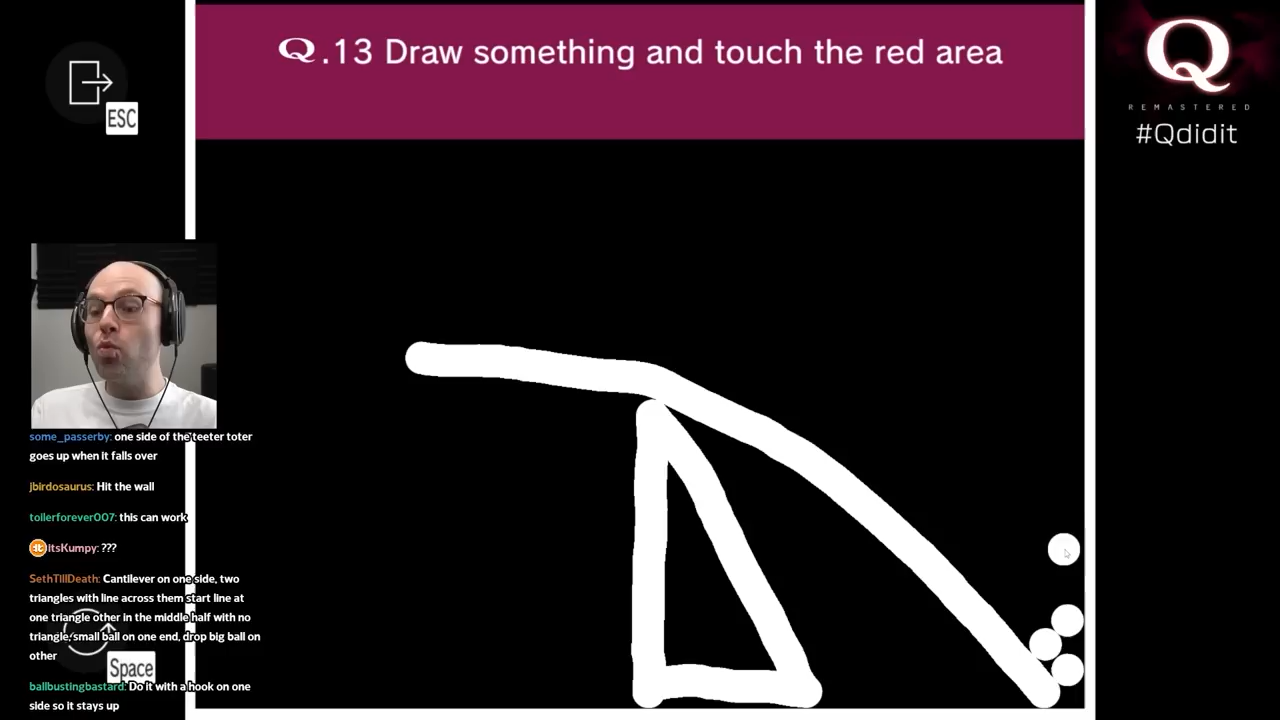 Q.13 Draw something and touch the red area
ESC
Q
REMASTERED
#Qdidit
some_passerby: one side of the teeter toter
goes up when it falls over
jbirdosaurus: Hit the wall
toilerforever007: this can work
ItsKumpy: ???
SethTillDeath: Cantilever on one side, two
triangles with line across them start line at
one triangle other in the middle half with no
triangle, small ball on one end, drop big ball on
other
Space
ballbustingbastard: Do it with a hook on one
side so it stays up